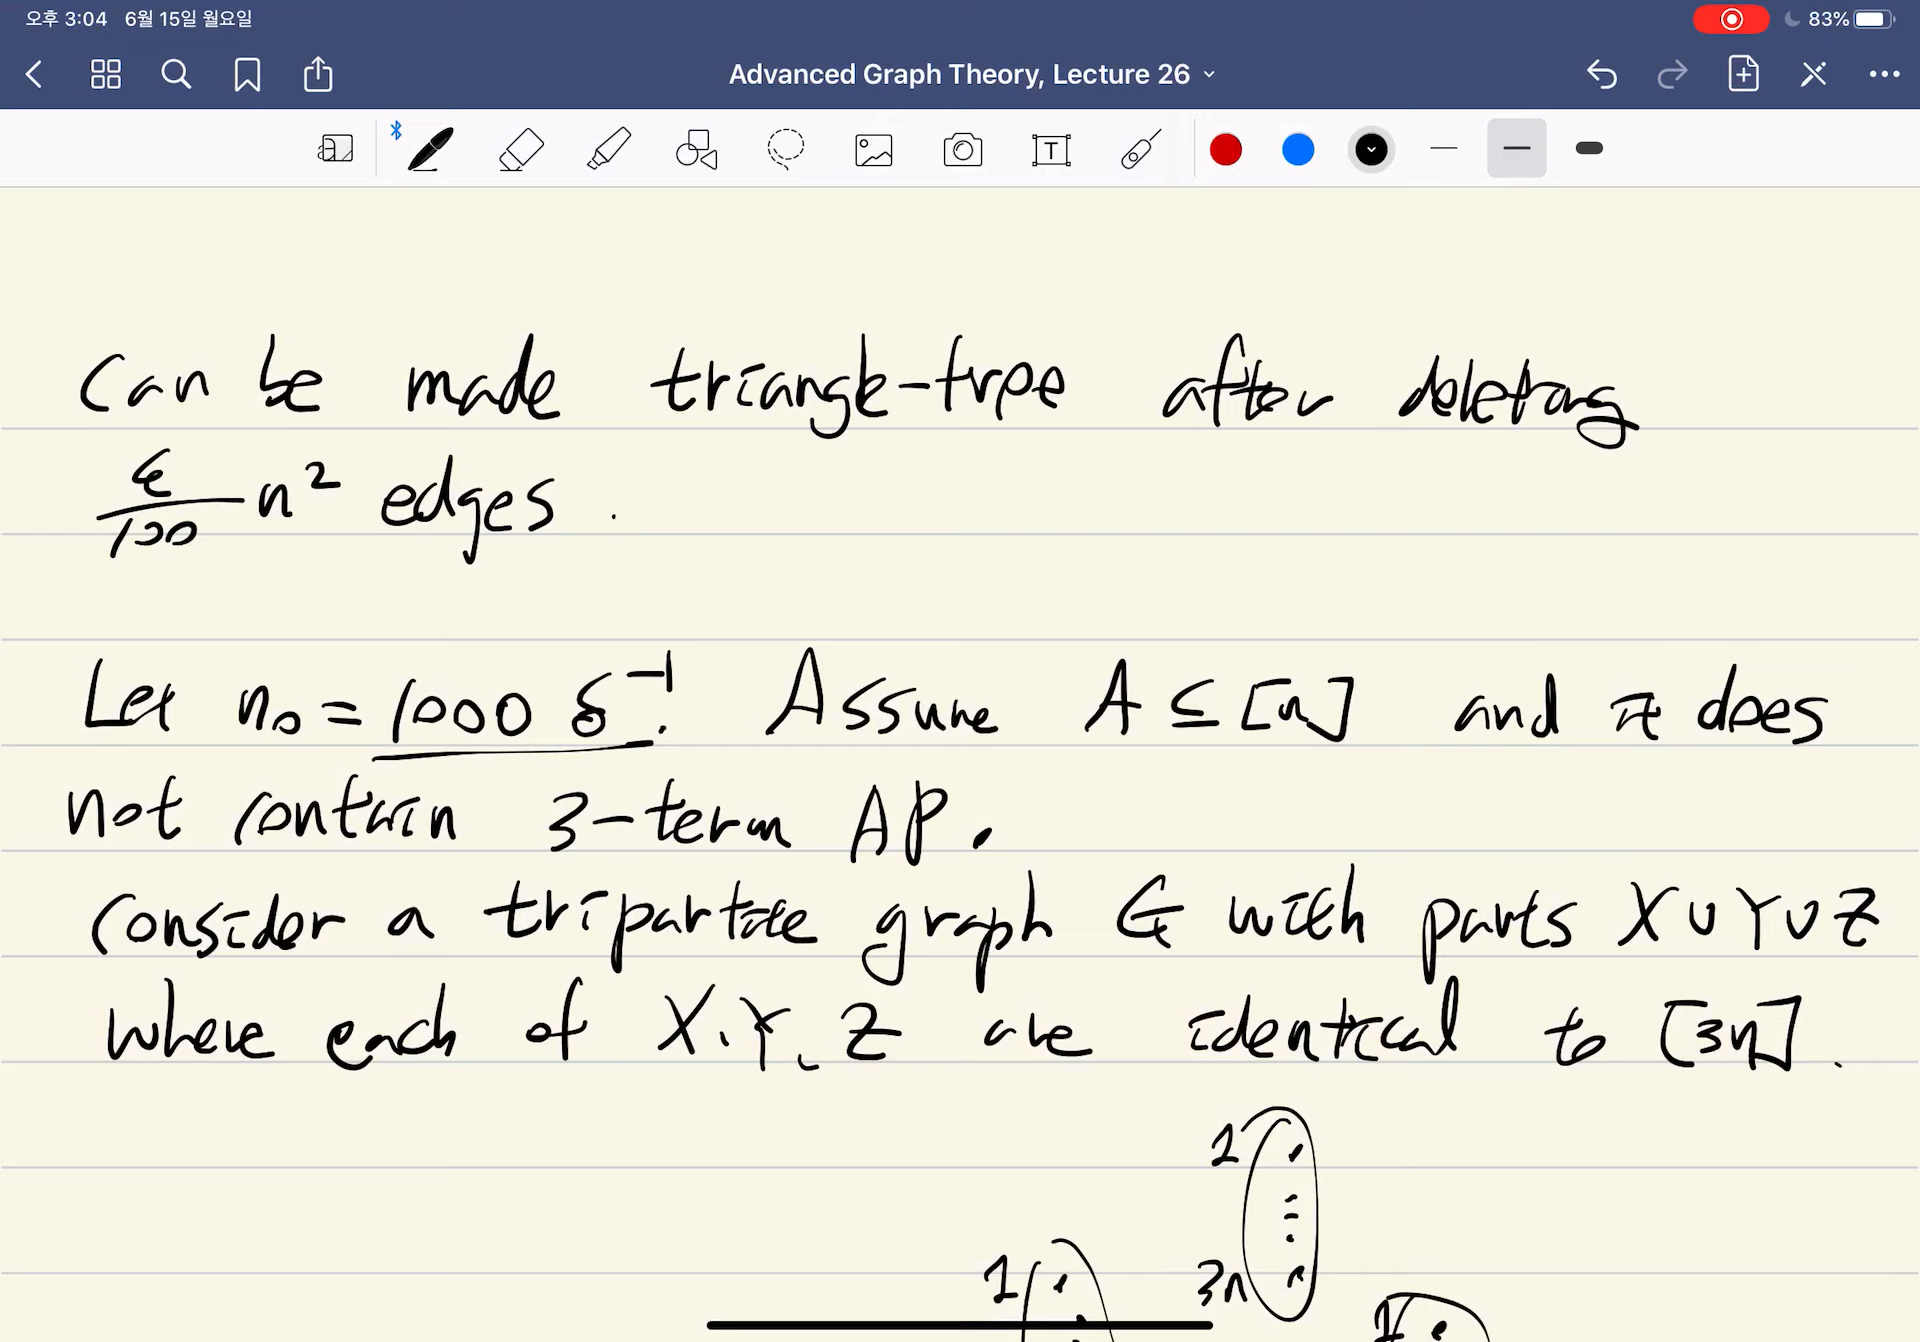 오후 3:04 6월 15일 월요일
83%
Advanced Graph Theory, Lecture 26
can be made triangle-free after deleting
ε/100 n² edges.
Let n₀ = 1000 δ⁻¹. Assume A ⊆ [n] and it does
not contain 3-term AP.
Consider a tripartite graph G with parts X∪Y∪Z
where each of X, Y, Z are identical to [3n].
1
3n
1
1